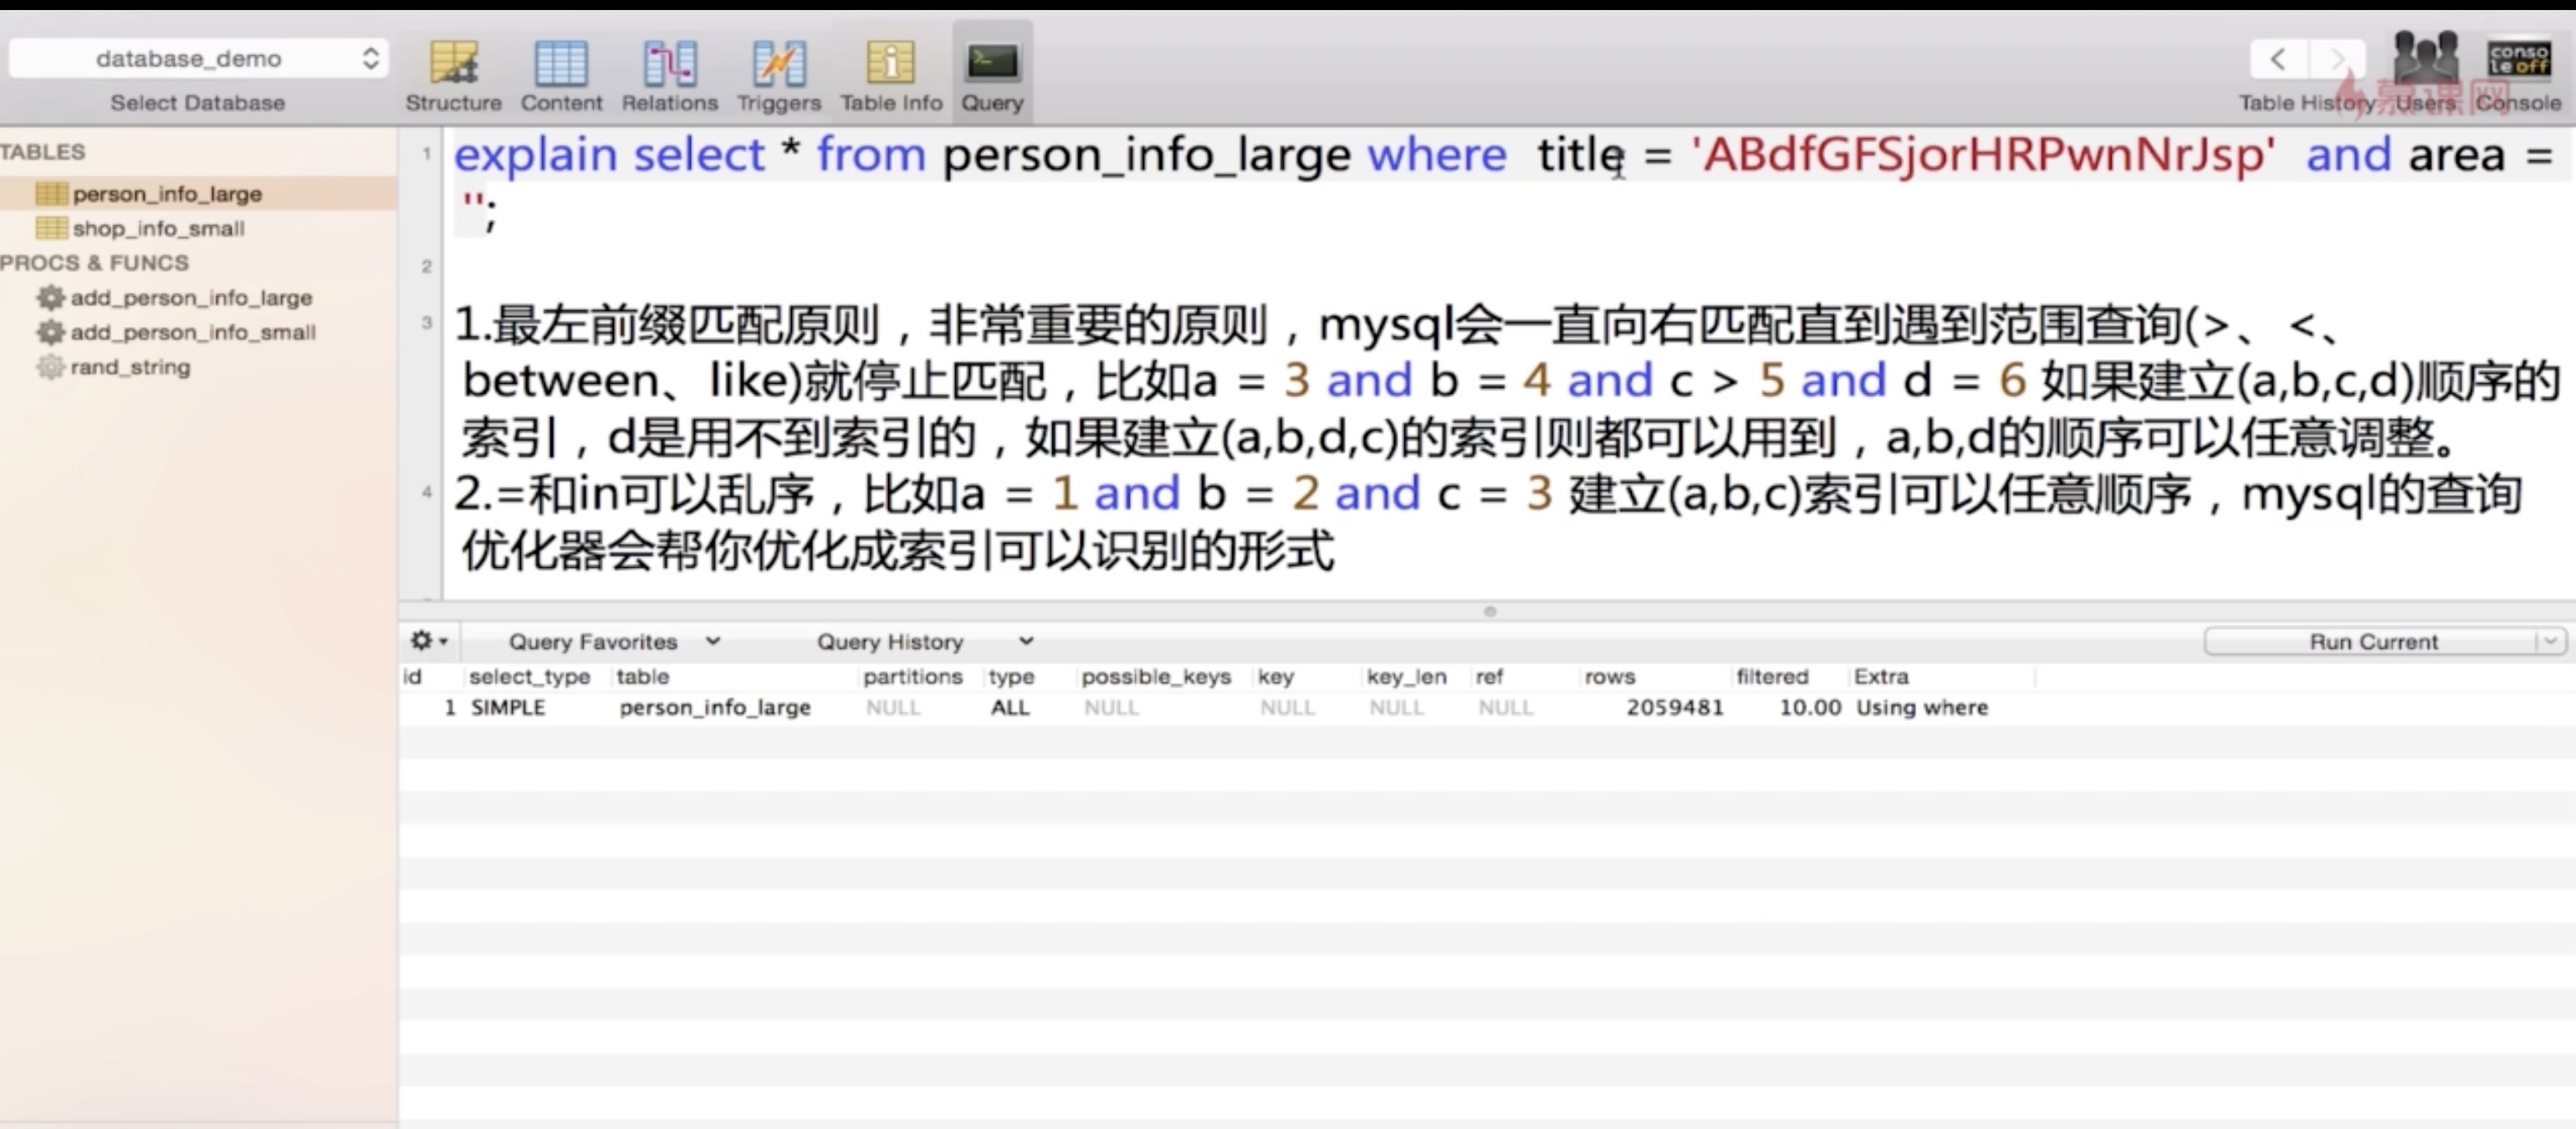 database_demo
Select Database
Structure Content Relations Triggers Table Info Query
conso
le off
Table History Users Console
慕课网
TABLES
person_info_large
shop_info_small
PROCS & FUNCS
add_person_info_large
add_person_info_small
rand_string
1 explain select * from person_info_large where title = 'ABdfGFSjorHRPwnNrJsp' and area =
'';
2
3 1.最左前缀匹配原则，非常重要的原则，mysql会一直向右匹配直到遇到范围查询(>、<、
between、like)就停止匹配，比如a = 3 and b = 4 and c > 5 and d = 6 如果建立(a,b,c,d)顺序的
索引，d是用不到索引的，如果建立(a,b,d,c)的索引则都可以用到，a,b,d的顺序可以任意调整。
4 2.=和in可以乱序，比如a = 1 and b = 2 and c = 3 建立(a,b,c)索引可以任意顺序，mysql的查询
优化器会帮你优化成索引可以识别的形式
Query Favorites Query History Run Current
id select_type table partitions type possible_keys key key_len ref rows filtered Extra
1 SIMPLE person_info_large NULL ALL NULL NULL NULL NULL 2059481 10.00 Using where